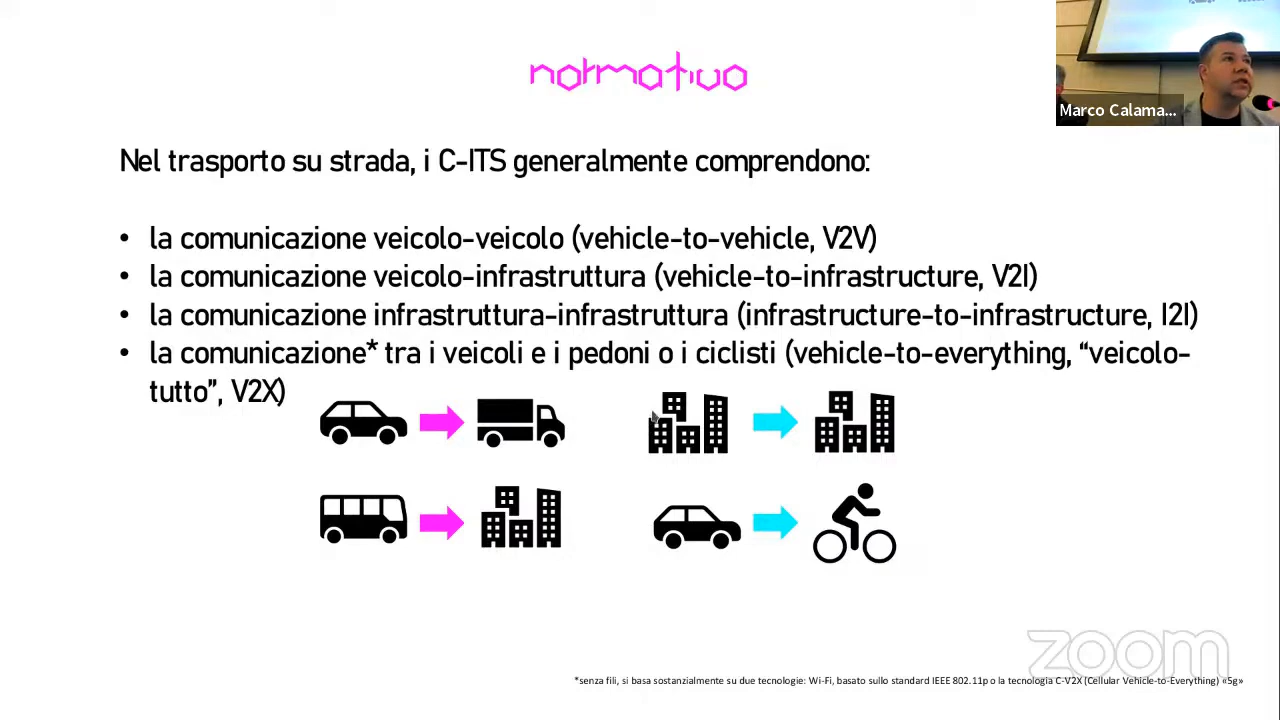 normativo
Marco Calama...
Nel trasporto su strada, i C-ITS generalmente comprendono:
• la comunicazione veicolo-veicolo (vehicle-to-vehicle, V2V)
• la comunicazione veicolo-infrastruttura (vehicle-to-infrastructure, V2I)
• la comunicazione infrastruttura-infrastruttura (infrastructure-to-infrastructure, I2I)
• la comunicazione* tra i veicoli e i pedoni o i ciclisti (vehicle-to-everything, “veicolo-
tutto”, V2X)
zoom
*senza fili, si basa sostanzialmente su due tecnologie: Wi-Fi, basato sullo standard IEEE 802.11p o la tecnologia C-V2X (Cellular Vehicle-to-Everything) «5g»